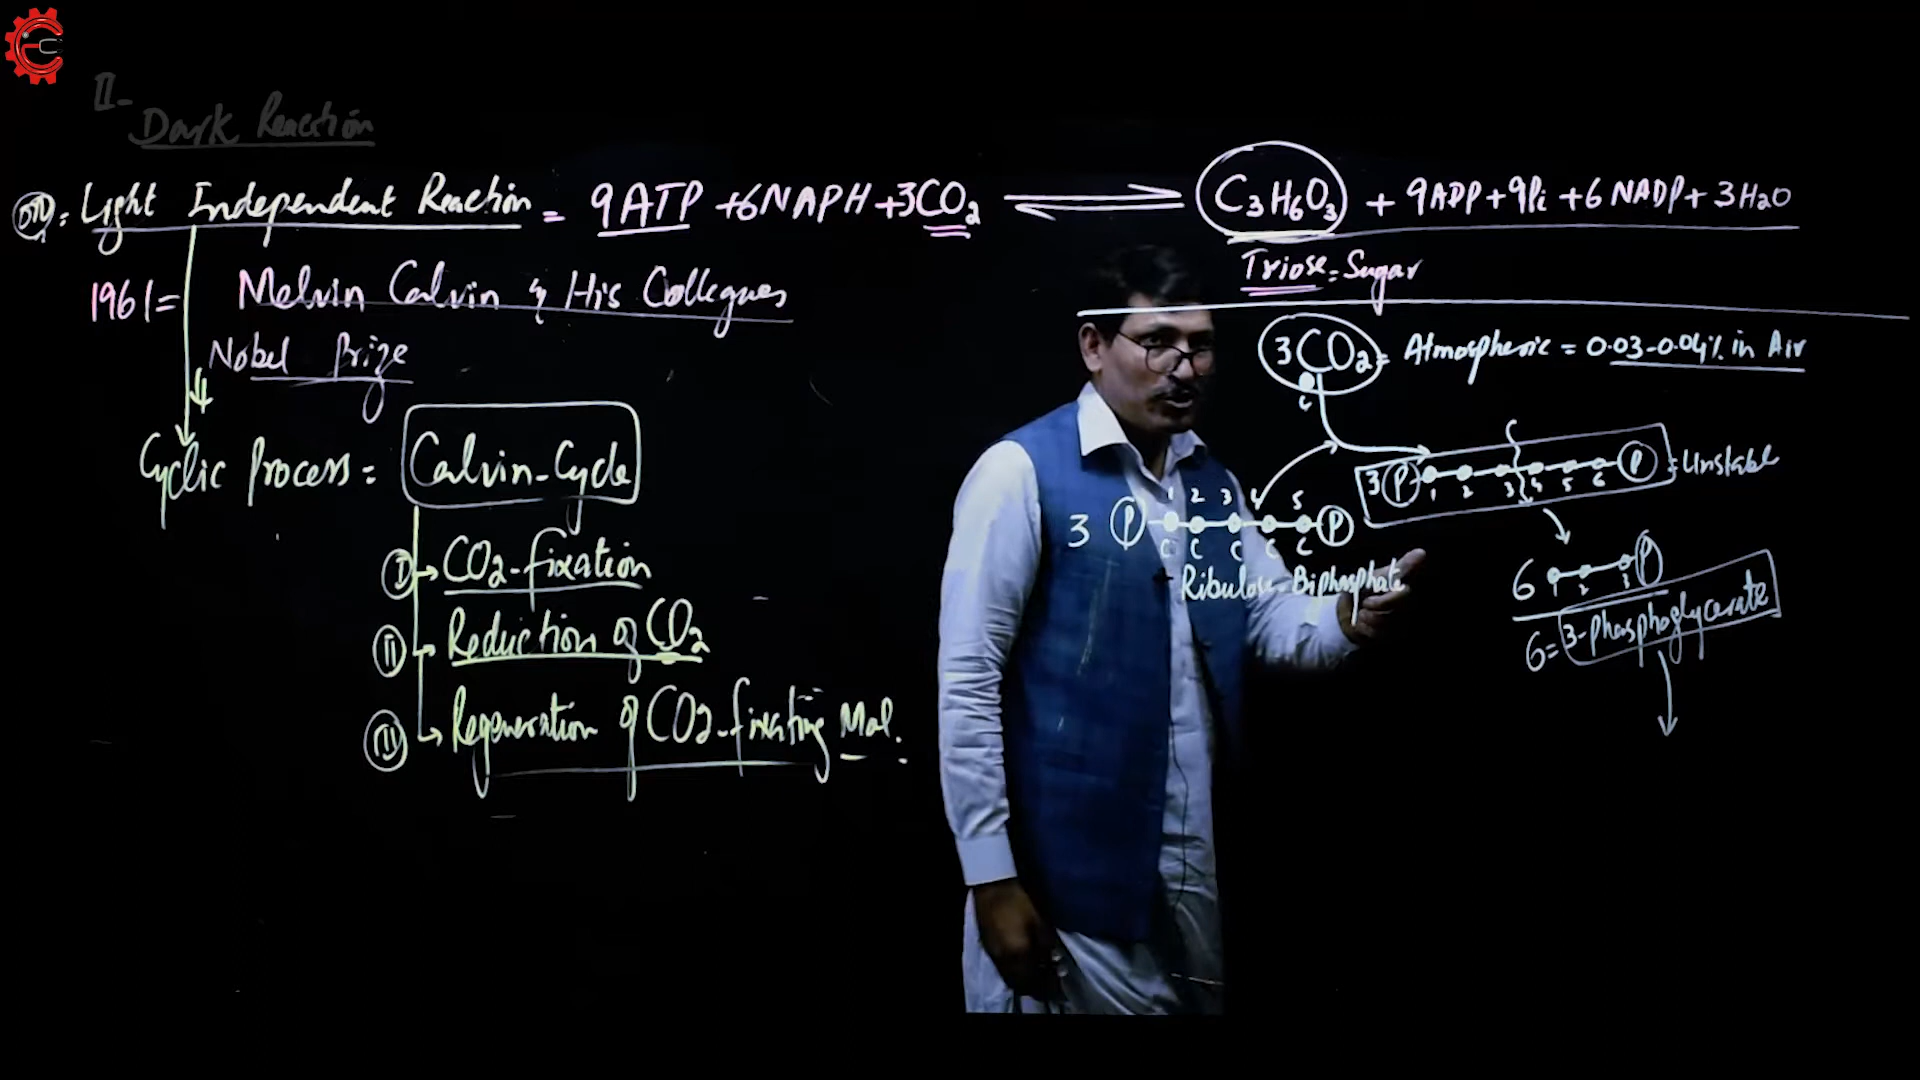 II- Dark Reaction
OR: Light Independent Reaction = 9ATP +6NAPH+3CO2 ⇌ C3H6O3 + 9ADP+9Pi+6NADP+3H2O
Triose = Sugar
1961= Melvin Calvin & His Collegues
Nobel Prize
Cyclic Process = Calvin-Cycle
I → CO2-fixation
II → Reduction of CO2
III → Regeneration of CO2-fixating Mol.
3CO2 = Atmospheric = 0.03-0.04% in Air
C
3 P 1 2 3 4 5 6 P = Unstable
1 2 3 4 5
3 P P
C C C C C
Ribulose Biphosphate
6 1 2 3 P
6= 3-phosphoglycerate